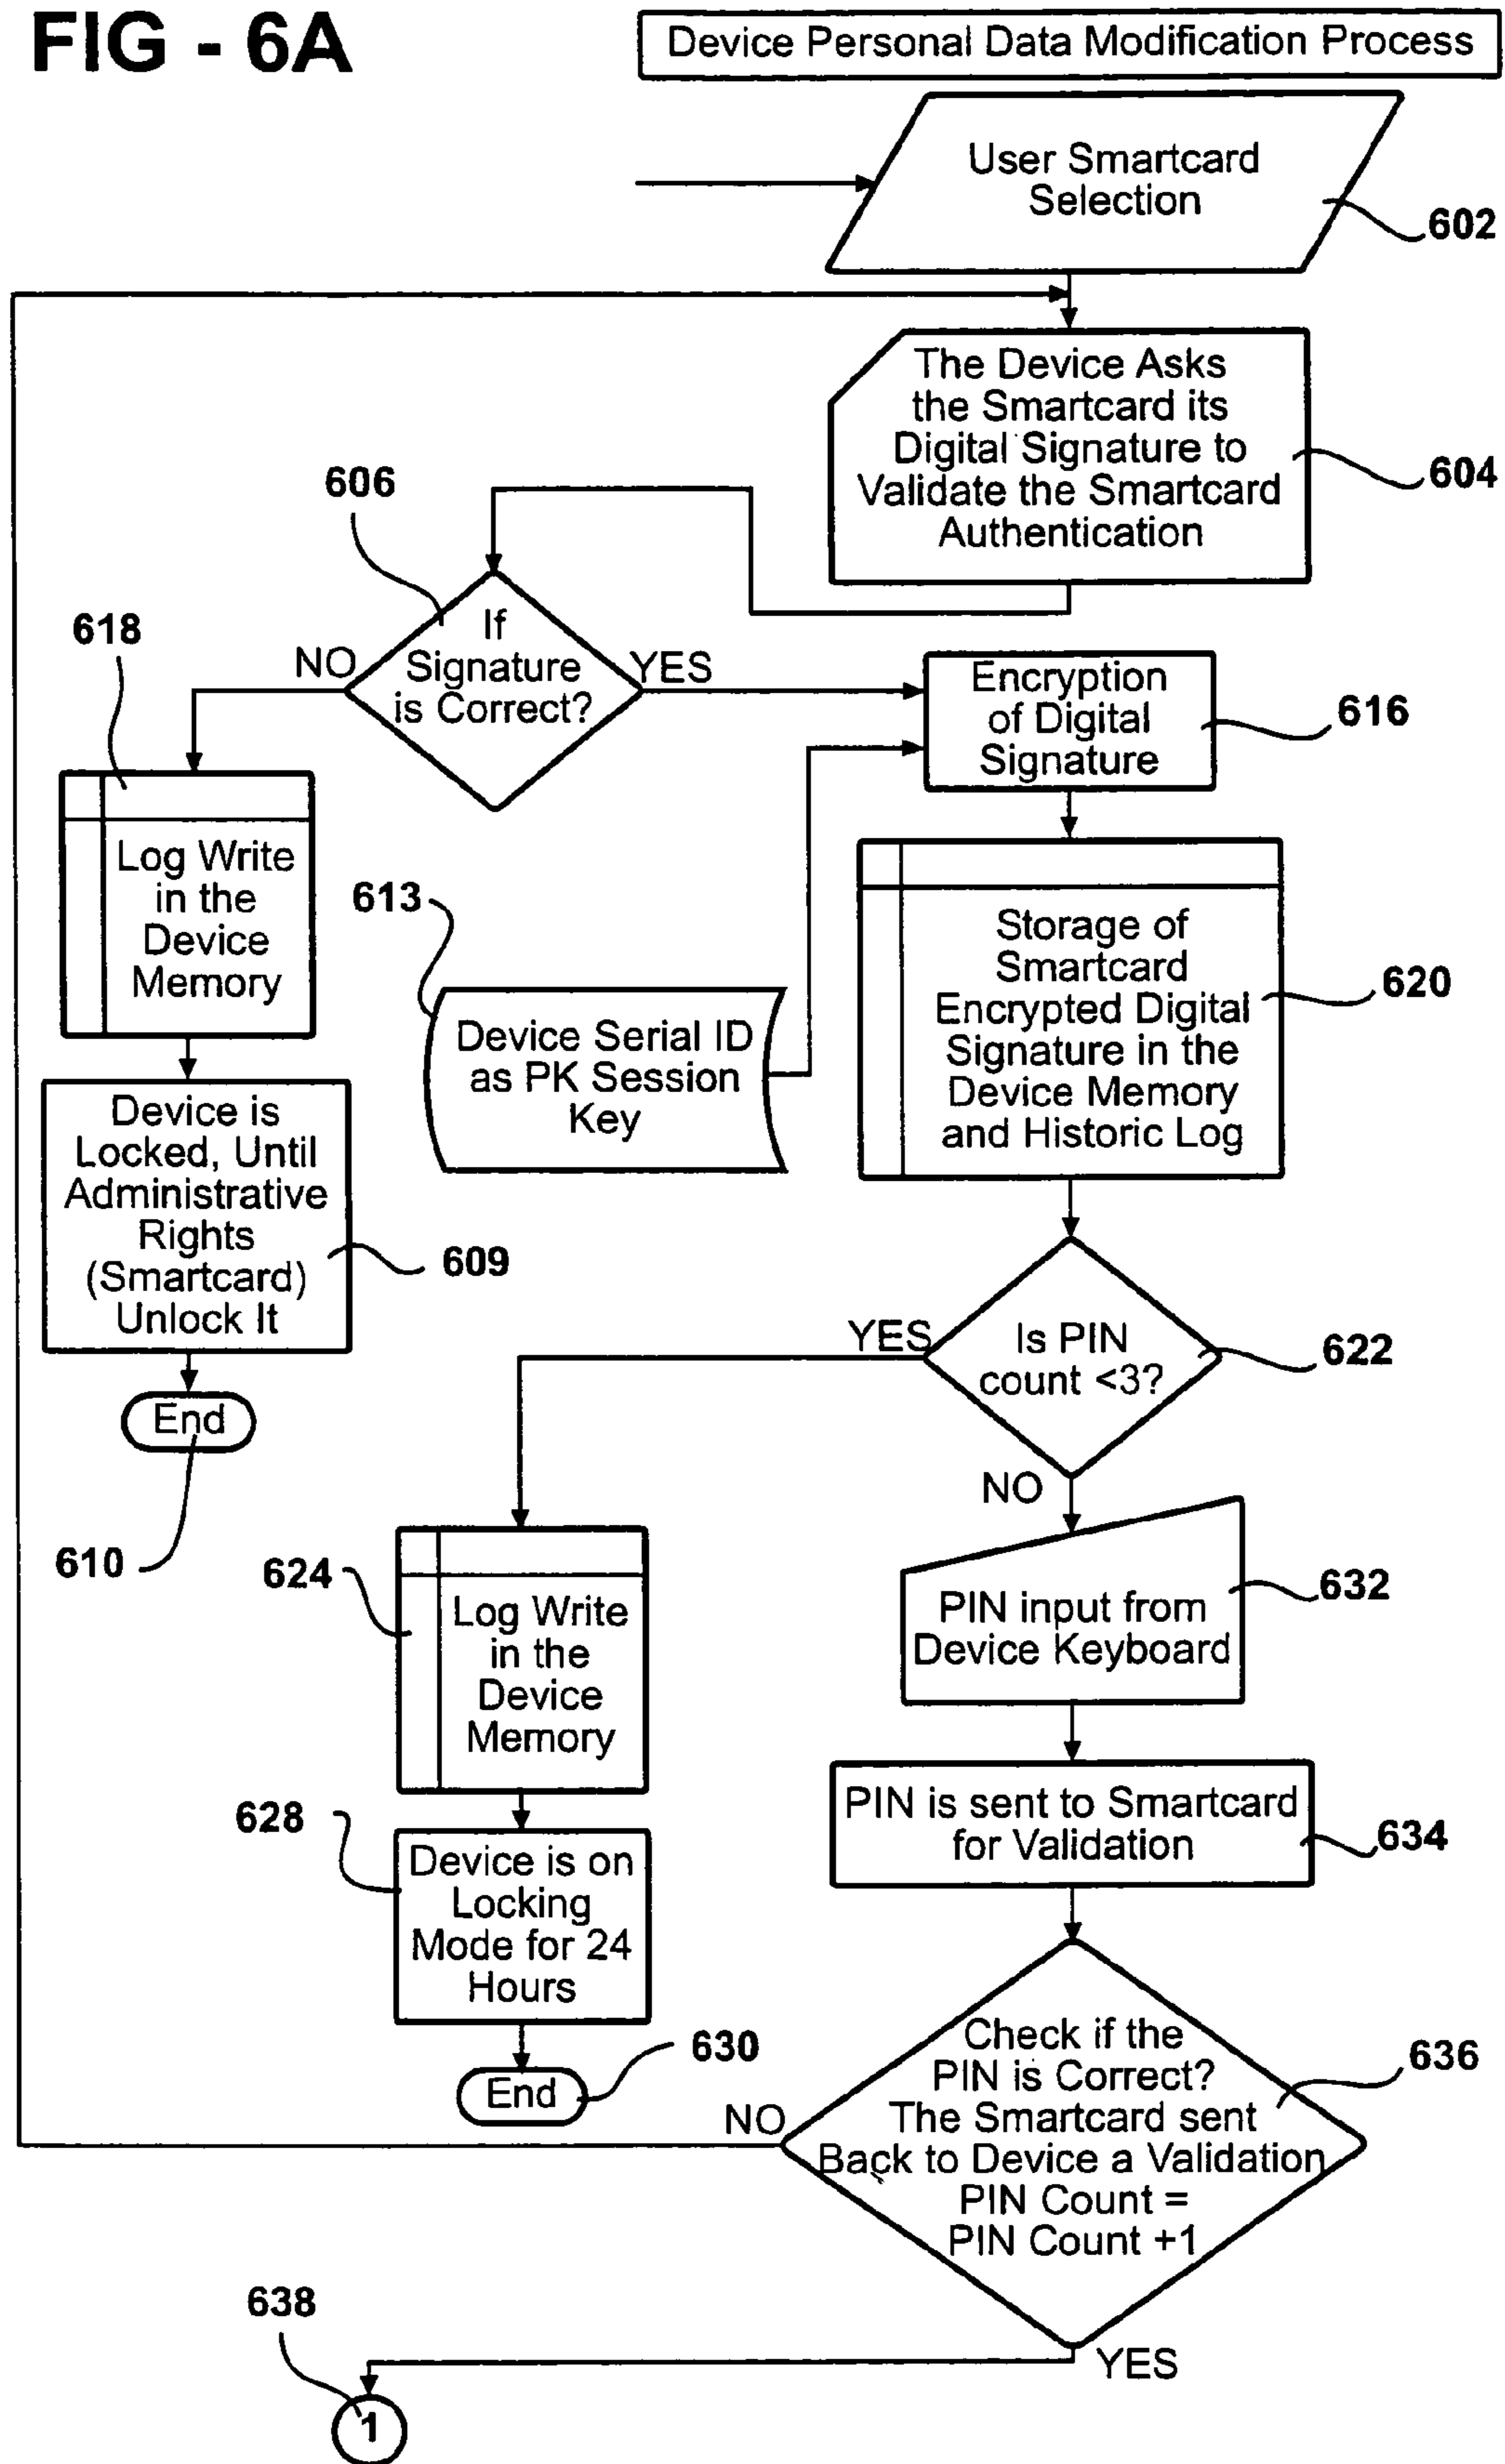 FIG - 6A
Device Personal Data Modification Process
User Smartcard
Selection
602
The Device Asks
the Smartcard its
Digital Signature to
Validate the Smartcard
Authentication
604
606
If
Signature
is Correct?
NO
YES
618
Encryption
of Digital
Signature
616
Log Write
in the
Device
Memory
613
Device Serial ID
as PK Session
Key
Storage of
Smartcard
Encrypted Digital
Signature in the
Device Memory
and Historic Log
620
Device is
Locked, Until
Administrative
Rights
(Smartcard)
Unlock It
609
End
610
YES
Is PIN
count <3?
622
NO
624
Log Write
in the
Device
Memory
PIN input from
Device Keyboard
632
628
Device is on
Locking
Mode for 24
Hours
PIN is sent to Smartcard
for Validation
634
End
630
Check if the
PIN is Correct?
The Smartcard sent
Back to Device a Validation
PIN Count =
PIN Count +1
636
NO
YES
638
1